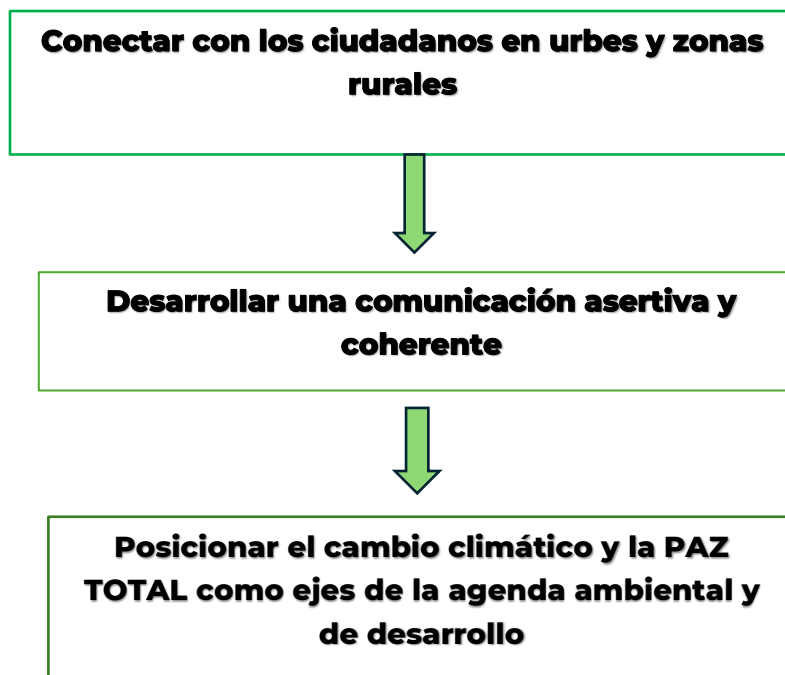 Conectar con los ciudadanos en urbes y zonas
rurales
Desarrollar una comunicación asertiva y
coherente
Posicionar el cambio climático y la PAZ
TOTAL como ejes de la agenda ambiental y
de desarrollo